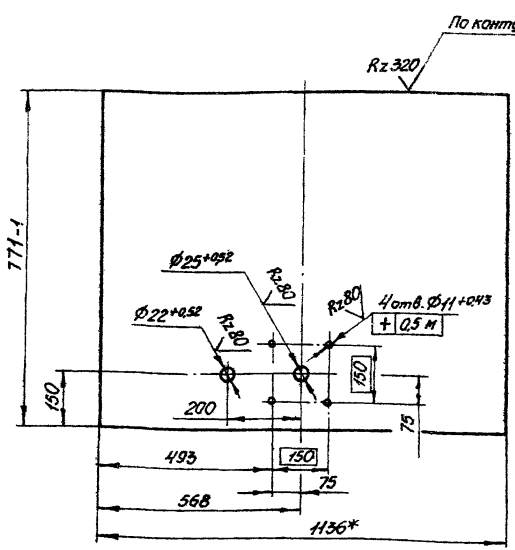 По конту
Rz 320
771-1
Ø25+0,52
Rz80
Rz80
4 отв. Ø11+0,43
Ø22+0,52
Rz80
⌖ 0,5 м
150
200
150
75
493
150
75
568
1136*